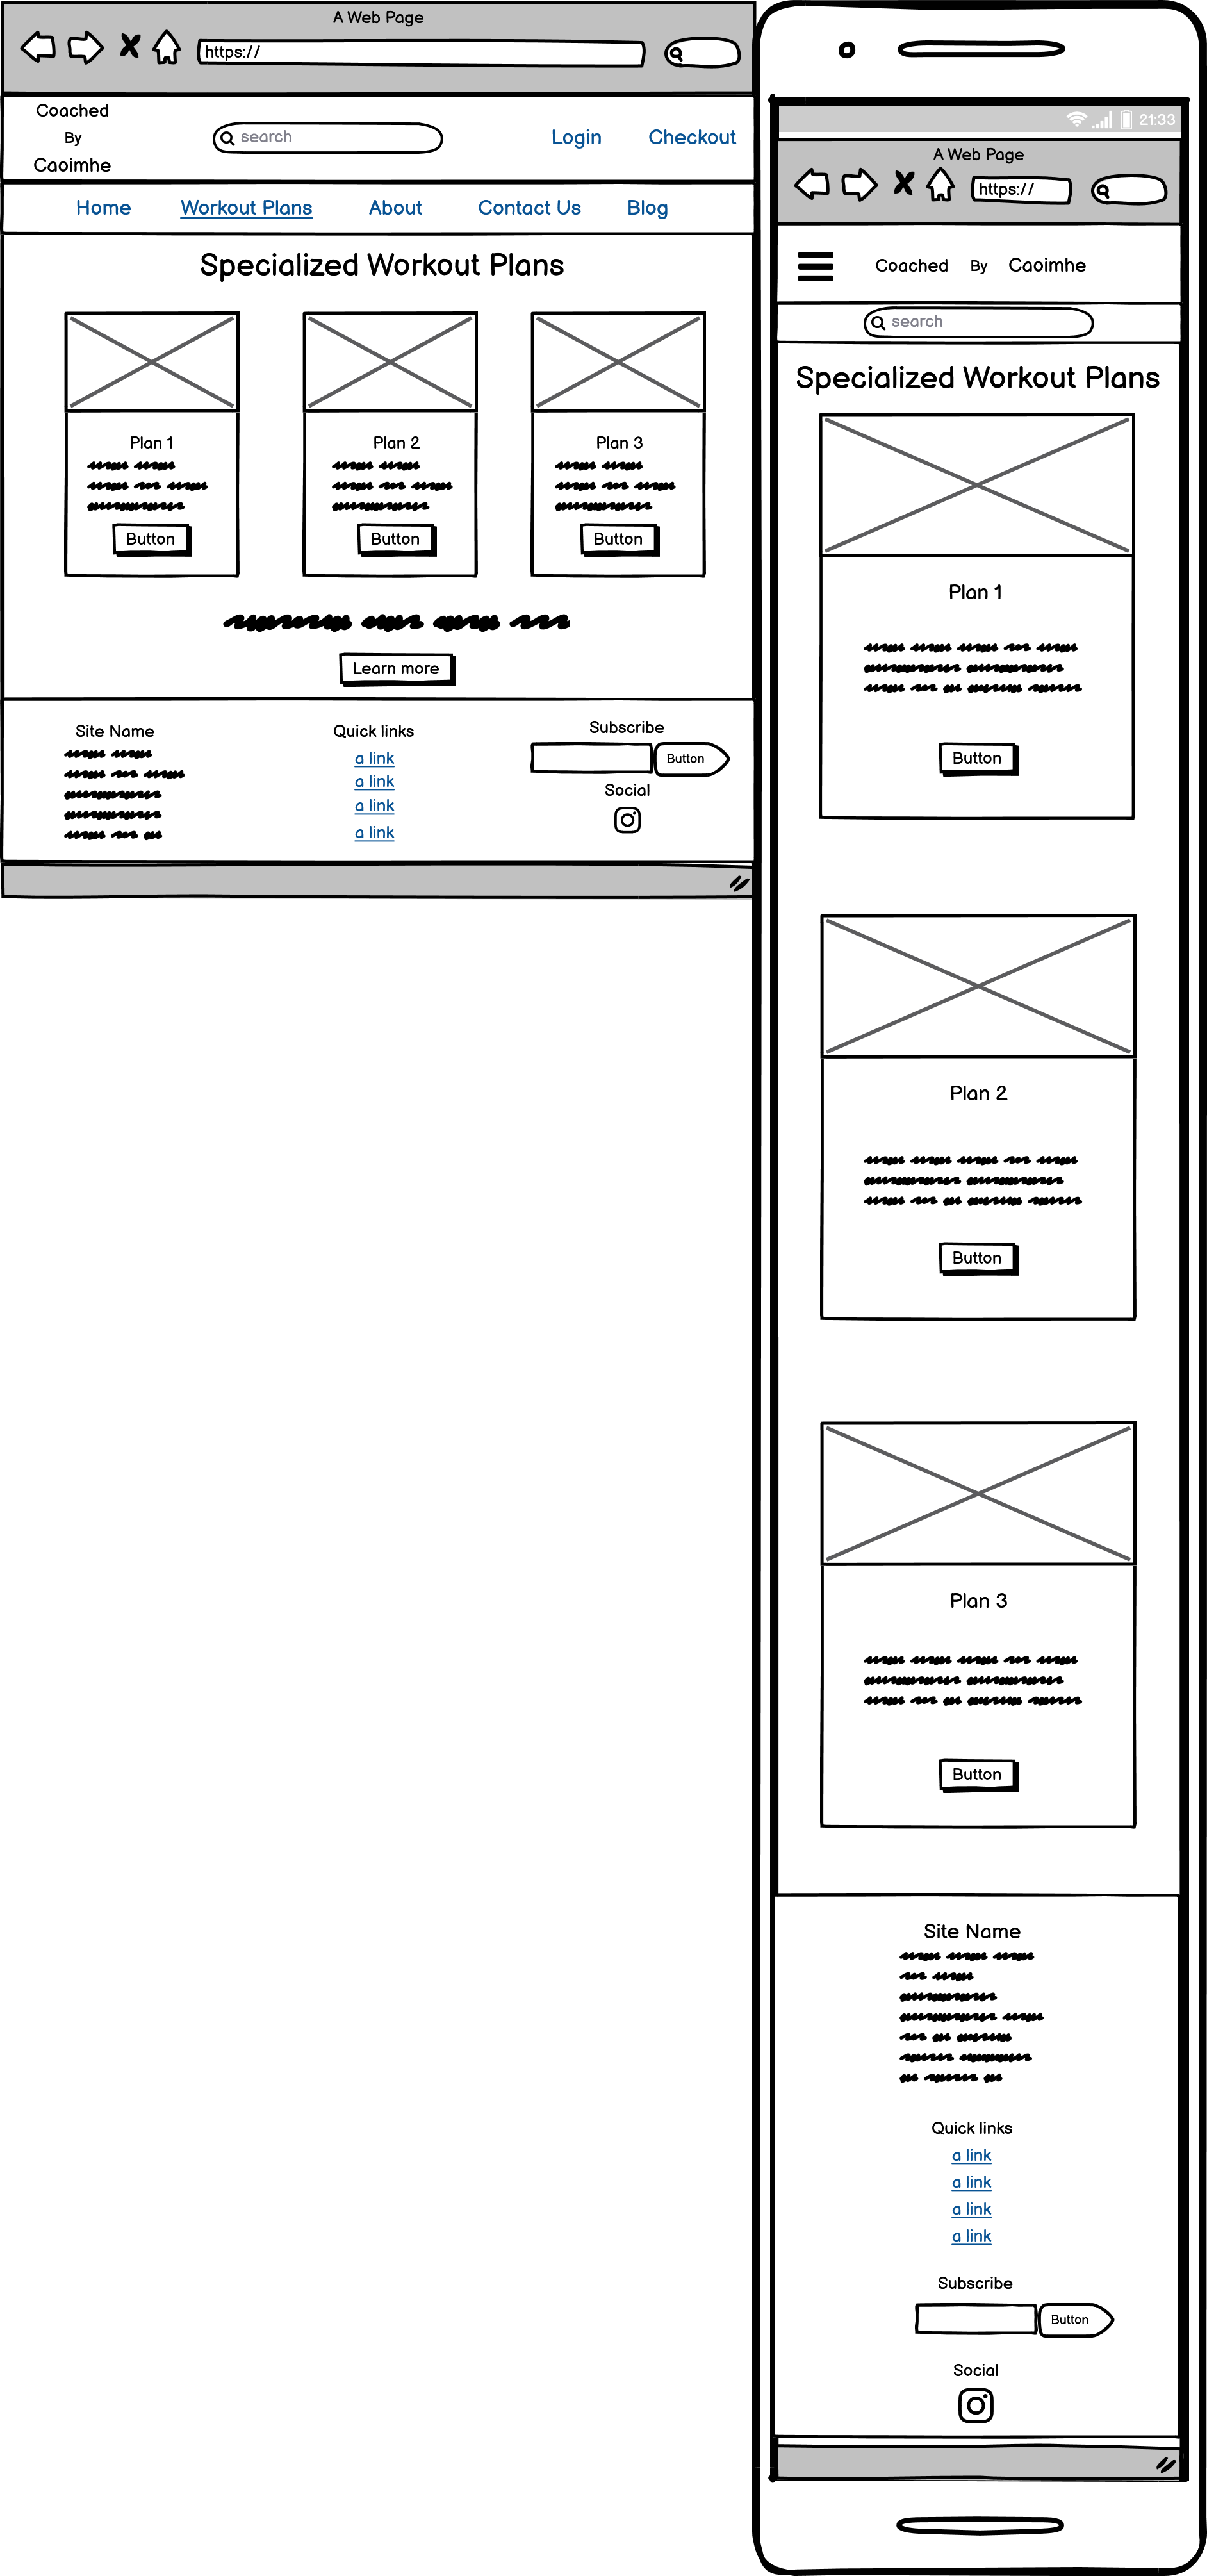 A Web Page
https://
Coached
By
Caoimhe
search
Login Checkout
Home Workout Plans About Contact Us Blog
Specialized Workout Plans
Plan 1 Plan 2 Plan 3
Button Button Button
Learn more
Site Name Quick links Subscribe
a link Button
a link
Social
a link
a link
21:33
A Web Page
https://
Coached By Caoimhe
search
Specialized Workout Plans
Plan 1
Button
Plan 2
Button
Plan 3
Button
Site Name
Quick links
a link
a link
a link
a link
Subscribe
Button
Social